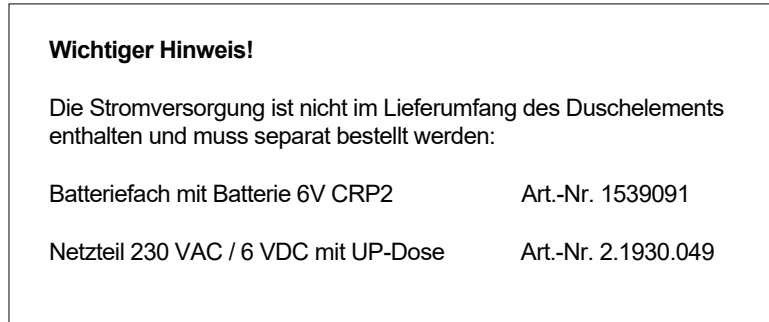 Wichtiger Hinweis!
Die Stromversorgung ist nicht im Lieferumfang des Duschelements
enthalten und muss separat bestellt werden:
Batteriefach mit Batterie 6V CRP2 Art.-Nr. 1539091
Netzteil 230 VAC / 6 VDC mit UP-Dose Art.-Nr. 2.1930.049